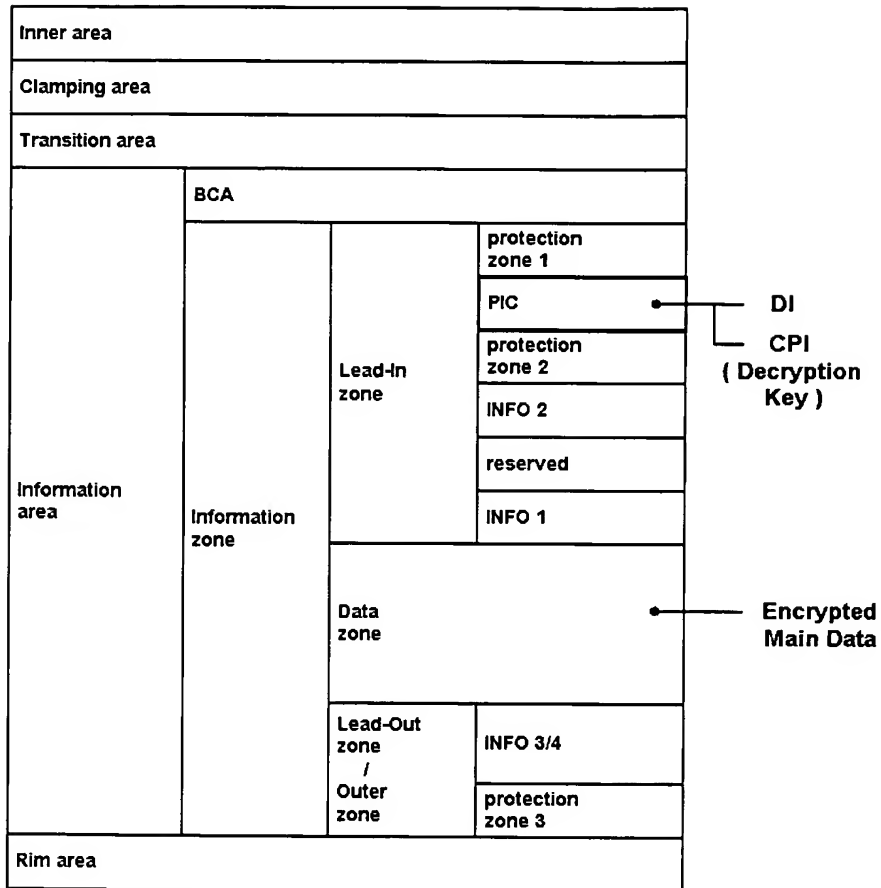 Inner area
Clamping area
Transition area
Information
area
BCA
Information
zone
Lead-In
zone
protection
zone 1
PIC
DI
CPI
( Decryption
Key )
protection
zone 2
INFO 2
reserved
INFO 1
Data
zone
Encrypted
Main Data
Lead-Out
zone
/
Outer
zone
INFO 3/4
protection
zone 3
Rim area